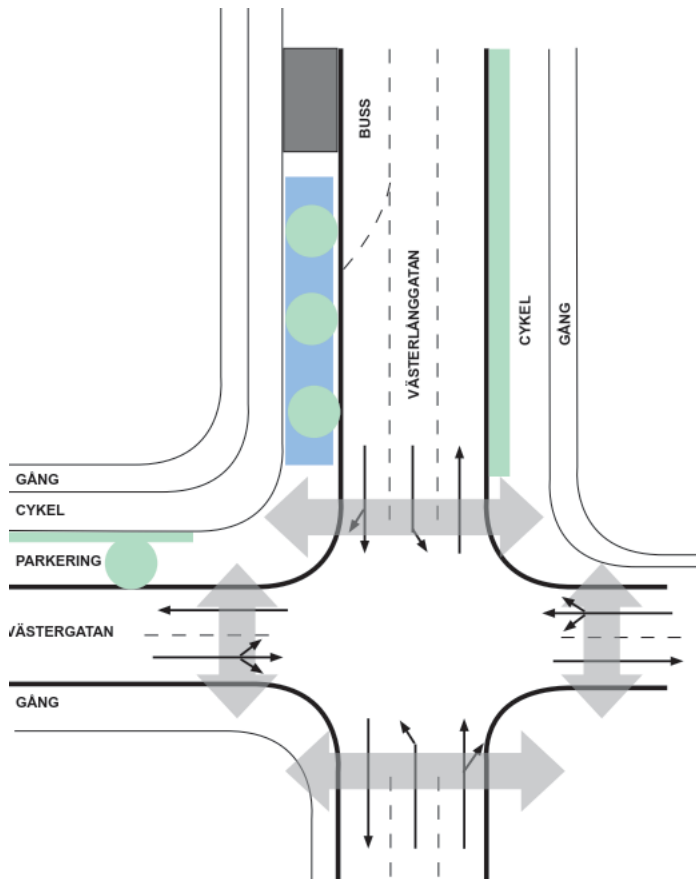 BUSS
VÄSTERLÅNGGATAN
CYKEL
GÅNG
GÅNG
CYKEL
PARKERING
VÄSTERGATAN
GÅNG